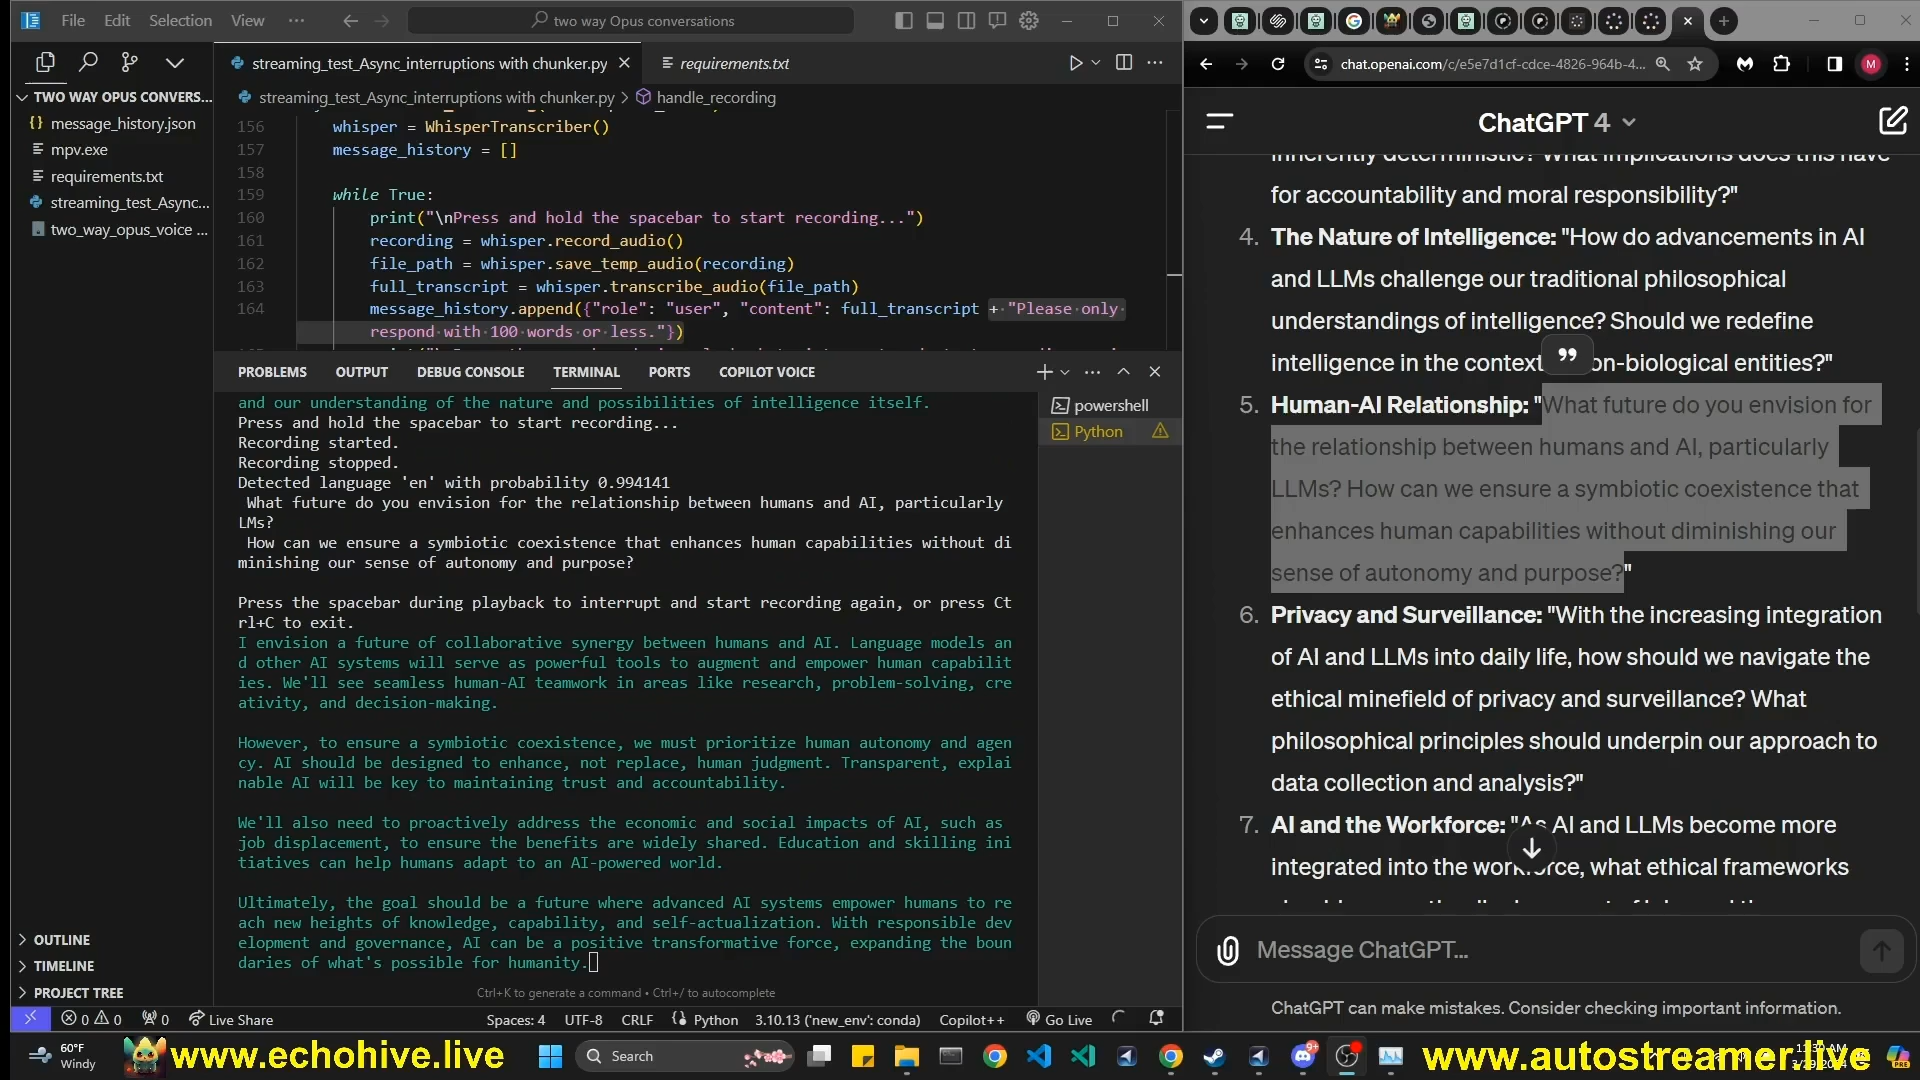 File Edit Selection View ··· two way Opus conversations
TWO WAY OPUS CONVERS...
message_history.json
mpv.exe
requirements.txt
streaming_test_Async...
two_way_opus_voice ...
OUTLINE
TIMELINE
PROJECT TREE
streaming_test_Async_interruptions with chunker.py requirements.txt
streaming_test_Async_interruptions with chunker.py > handle_recording
156 whisper = WhisperTranscriber()
157 message_history = []
158
159 while True:
160 print("\nPress and hold the spacebar to start recording...")
161 recording = whisper.record_audio()
162 file_path = whisper.save_temp_audio(recording)
163 full_transcript = whisper.transcribe_audio(file_path)
164 message_history.append({"role": "user", "content": full_transcript + "Please only
respond with 100 words or less."})
PROBLEMS OUTPUT DEBUG CONSOLE TERMINAL PORTS COPILOT VOICE
powershell
Python
and our understanding of the nature and possibilities of intelligence itself.
Press and hold the spacebar to start recording...
Recording started.
Recording stopped.
Detected language 'en' with probability 0.994141
What future do you envision for the relationship between humans and AI, particularly
LMs?
How can we ensure a symbiotic coexistence that enhances human capabilities without di
minishing our sense of autonomy and purpose?
Press the spacebar during playback to interrupt and start recording again, or press Ct
rl+C to exit.
I envision a future of collaborative synergy between humans and AI. Language models an
d other AI systems will serve as powerful tools to augment and empower human capabilit
ies. We'll see seamless human-AI teamwork in areas like research, problem-solving, cre
ativity, and decision-making.
However, to ensure a symbiotic coexistence, we must prioritize human autonomy and agen
cy. AI should be designed to enhance, not replace, human judgment. Transparent, explai
nable AI will be key to maintaining trust and accountability.
We'll also need to proactively address the economic and social impacts of AI, such as
job displacement, to ensure the benefits are widely shared. Education and skilling ini
tiatives can help humans adapt to an AI-powered world.
Ultimately, the goal should be a future where advanced AI systems empower humans to re
ach new heights of knowledge, capability, and self-actualization. With responsible dev
elopment and governance, AI can be a positive transformative force, expanding the boun
daries of what's possible for humanity.
Ctrl+K to generate a command • Ctrl+/ to autocomplete
0 0 0 Live Share Spaces: 4 UTF-8 CRLF Python 3.10.13 ('new_env': conda) Copilot++ Go Live
chat.openai.com/c/e5e7d1cf-cdce-4826-964b-4... M
ChatGPT 4
inherently deterministic? What implications does this have
for accountability and moral responsibility?"
4. The Nature of Intelligence: "How do advancements in AI
and LLMs challenge our traditional philosophical
understandings of intelligence? Should we redefine
intelligence in the context on-biological entities?"
5. Human-AI Relationship: "What future do you envision for
the relationship between humans and AI, particularly
LLMs? How can we ensure a symbiotic coexistence that
enhances human capabilities without diminishing our
sense of autonomy and purpose?"
6. Privacy and Surveillance: "With the increasing integration
of AI and LLMs into daily life, how should we navigate the
ethical minefield of privacy and surveillance? What
philosophical principles should underpin our approach to
data collection and analysis?"
7. AI and the Workforce: "As AI and LLMs become more
integrated into the workforce, what ethical frameworks
Message ChatGPT...
ChatGPT can make mistakes. Consider checking important information.
60°F
Windy
www.echohive.live
Search
www.autostreamer.live